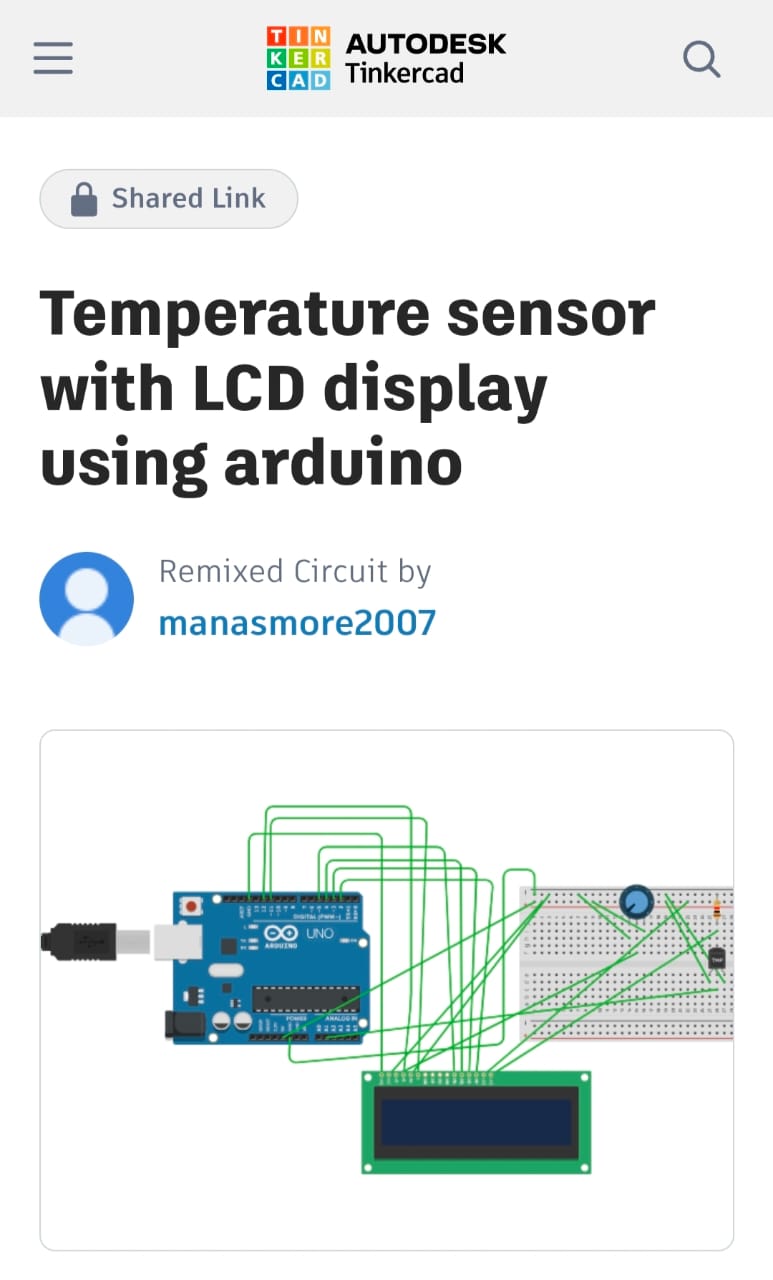 TIN
KER
CAD
AUTODESK
Tinkercad
Shared Link
Temperature sensor
with LCD display
using arduino
Remixed Circuit by
manasmore2007
DIGITAL (PWM~)
UNO
ARDUINO
POWER
ANALOG IN
TMP